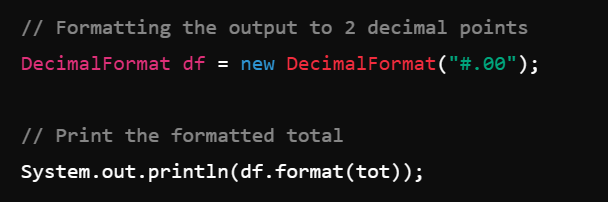 // Formatting the output to 2 decimal points
DecimalFormat df = new DecimalFormat("#.00");
// Print the formatted total
System.out.println(df.format(tot));